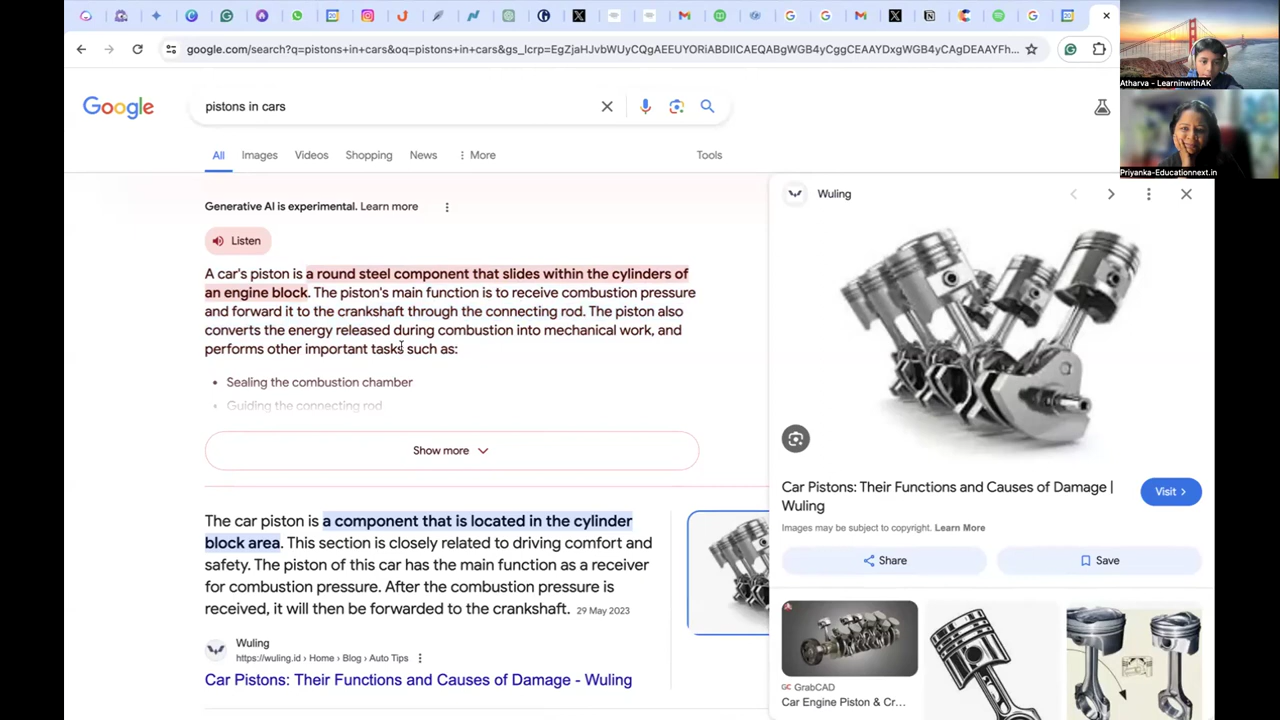 google.com/search?q=pistons+in+cars&oq=pistons+in+cars&gs_lcrp=EgZjaHJvbWUyCQgAEEUYORiABDIICAEQABgWGB4yCggCEAAYDxgWGB4yCAgDEAAYFh...
Atharva - LearninwithAK
Priyanka-Educationnext.in
Google
pistons in cars
All
Images
Videos
Shopping
News
More
Tools
Generative AI is experimental. Learn more
Listen
A car's piston is a round steel component that slides within the cylinders of
an engine block. The piston's main function is to receive combustion pressure
and forward it to the crankshaft through the connecting rod. The piston also
converts the energy released during combustion into mechanical work, and
performs other important tasks such as:
• Sealing the combustion chamber
• Guiding the connecting rod
Show more
The car piston is a component that is located in the cylinder
block area. This section is closely related to driving comfort and
safety. The piston of this car has the main function as a receiver
for combustion pressure. After the combustion pressure is
received, it will then be forwarded to the crankshaft. 29 May 2023
Wuling
https://wuling.id › Home › Blog › Auto Tips
Car Pistons: Their Functions and Causes of Damage - Wuling
Wuling
Car Pistons: Their Functions and Causes of Damage |
Wuling
Visit >
Images may be subject to copyright. Learn More
Share
Save
GC GrabCAD
Car Engine Piston & Cr...